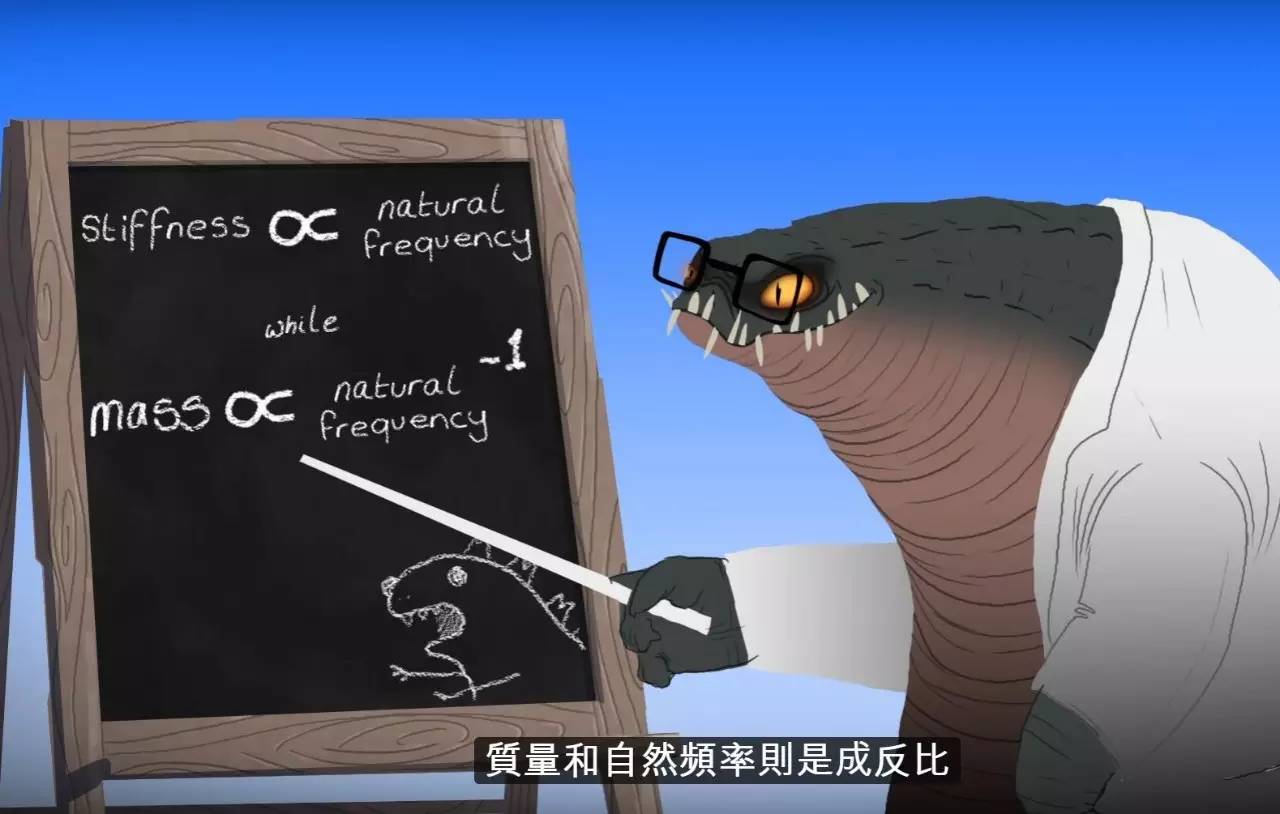 Stiffness ∝ natural
frequency
while
mass ∝ natural -1
frequency
質量和自然頻率則是成反比